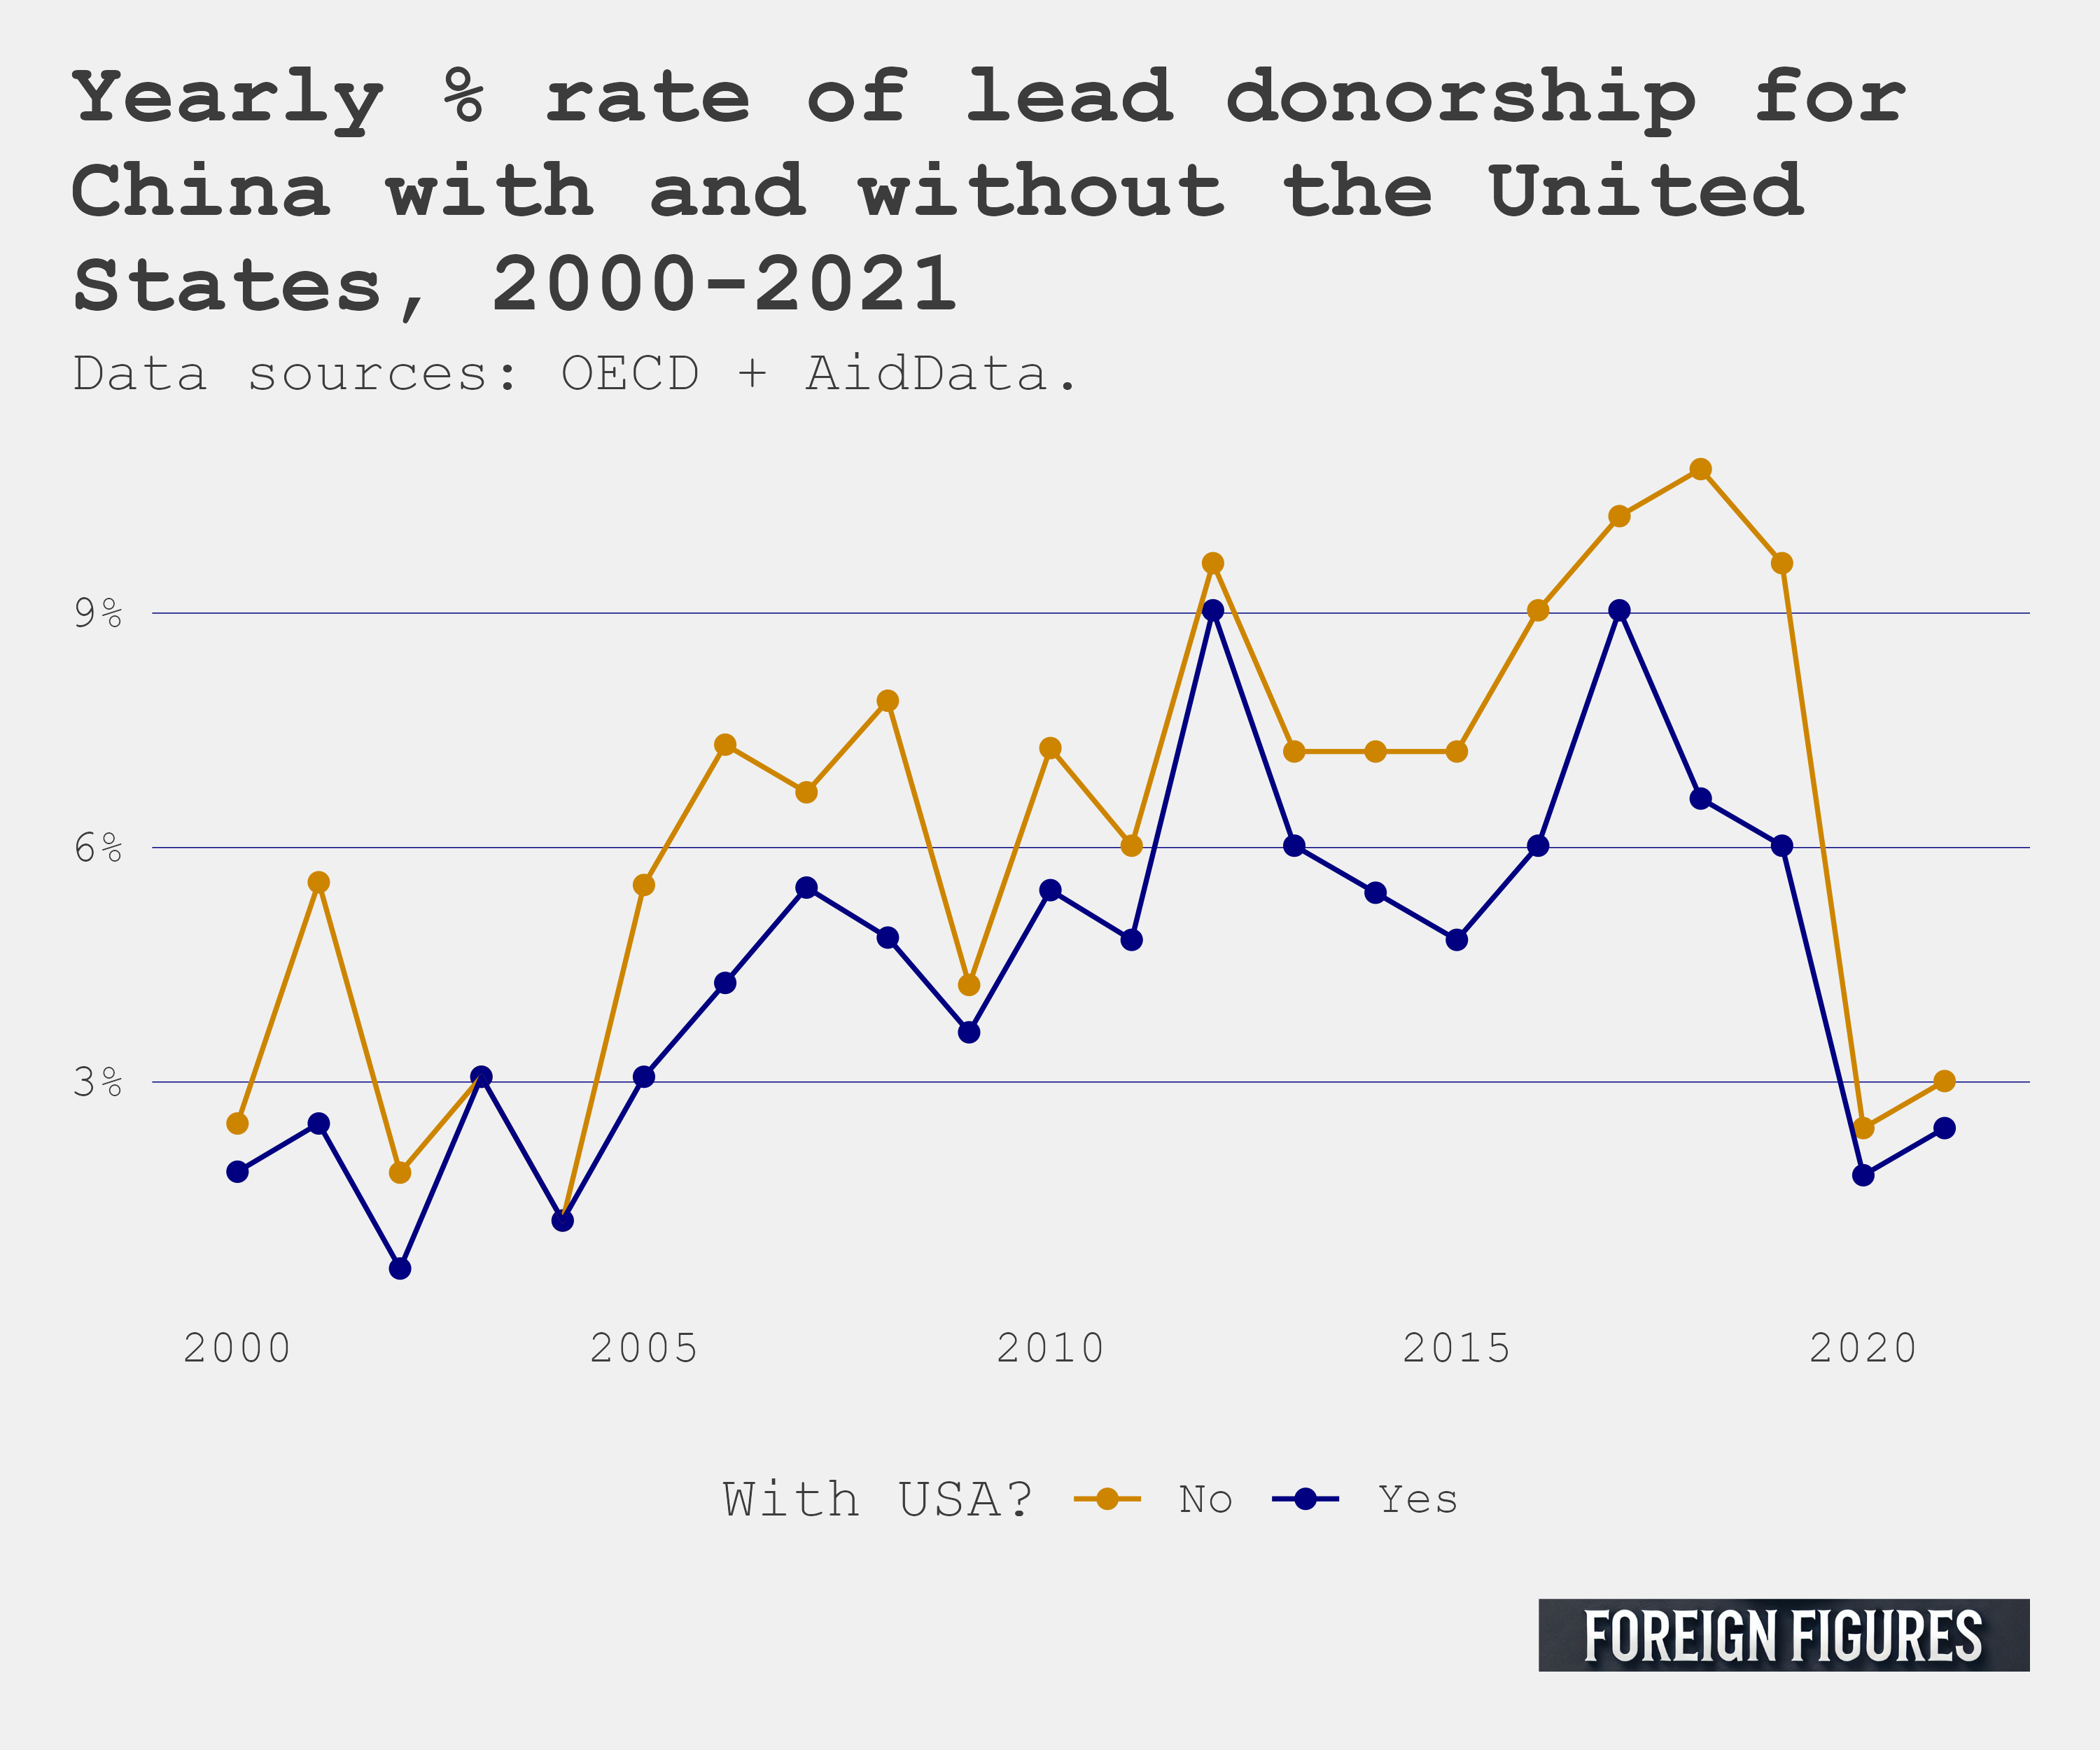 Yearly % rate of lead donorship for
China with and without the United
States, 2000-2021
Data sources: OECD + AidData.
9%
6%
3%
2000 2005 2010 2015 2020
With USA? No Yes
FOREIGN FIGURES